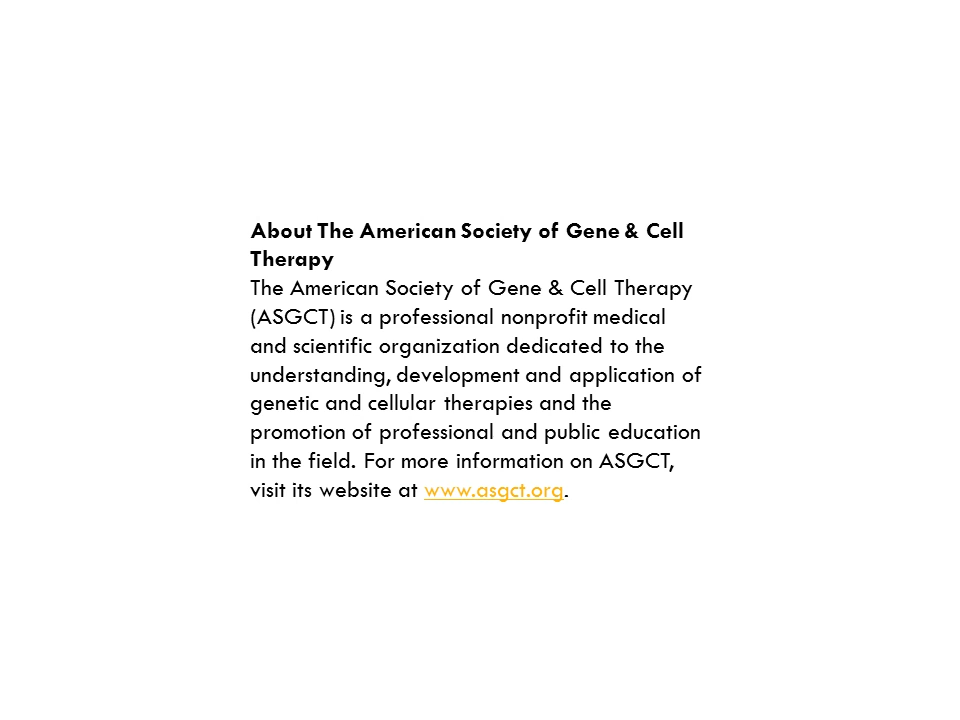 About The American Society of Gene & Cell
Therapy
The American Society of Gene & Cell Therapy
(ASGCT) is a professional nonprofit medical
and scientific organization dedicated to the
understanding, development and application of
genetic and cellular therapies and the
promotion of professional and public education
in the field. For more information on ASGCT,
visit its website at www.asgct.org.